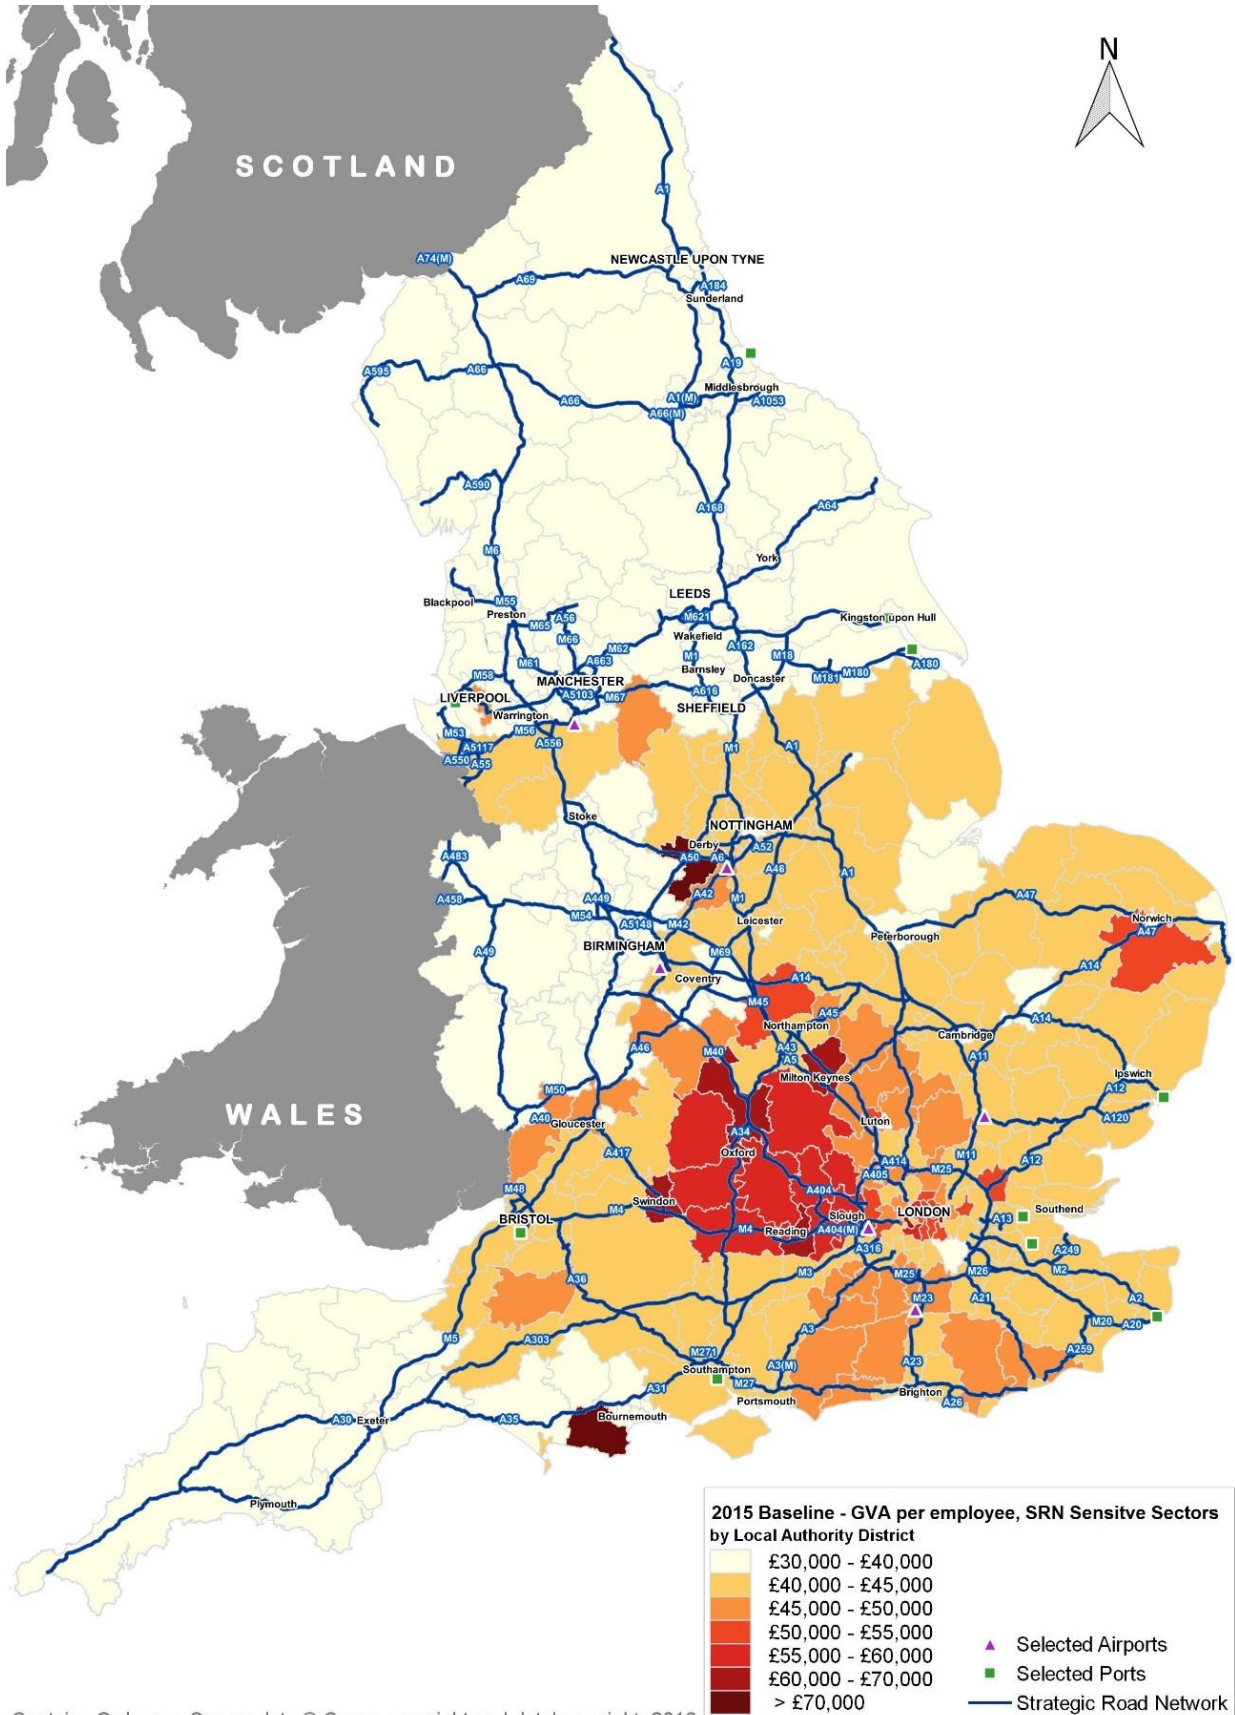 N
SCOTLAND
A1
A74(M)
NEWCASTLE UPON TYNE
A69
A184
Sunderland
A19
A595
A66
Middlesbrough
A1(M)
A66
A1053
A66(M)
A590
A168
A64
M6
York
LEEDS
Blackpool
M55
Preston
A56
M621
Kingston upon Hull
M65
Wakefield
M66
M62
A162
M18
M61
A663
M1
A180
Barnsley
M180
M58
MANCHESTER
Doncaster
M181
LIVERPOOL
A5103
M67
A616
SHEFFIELD
Warrington
M53
M56
A556
A5117
M1
A1
A550
A55
Stoke
NOTTINGHAM
Derby
A52
A483
A50
A6
A46
A1
A42
M1
A47
A458
A449
M54
A5148
M42
Leicester
Norwich
A47
BIRMINGHAM
Peterborough
A49
M69
A14
Coventry
A14
M45
A45
Northampton
A14
Cambridge
A46
M40
A43
A5
A11
Milton Keynes
Ipswich
M50
A12
WALES
A40
Gloucester
Luton
A120
A34
A417
Oxford
A414
M25
M11
A12
A405
M48
Swindon
A404
Slough
LONDON
Southend
BRISTOL
M4
M4
Reading
A404(M)
A13
A316
A249
A36
M3
M25
M26
M2
M23
A21
A2
M5
A303
A3
M20
A20
M271
A259
Southampton
A3(M)
A23
M27
A31
Portsmouth
Brighton
A26
A30
Exeter
A35
Bournemouth
Plymouth
2015 Baseline - GVA per employee, SRN Sensitve Sectors
by Local Authority District
£30,000 - £40,000
£40,000 - £45,000
£45,000 - £50,000
£50,000 - £55,000
£55,000 - £60,000
£60,000 - £70,000
> £70,000
Selected Airports
Selected Ports
Strategic Road Network